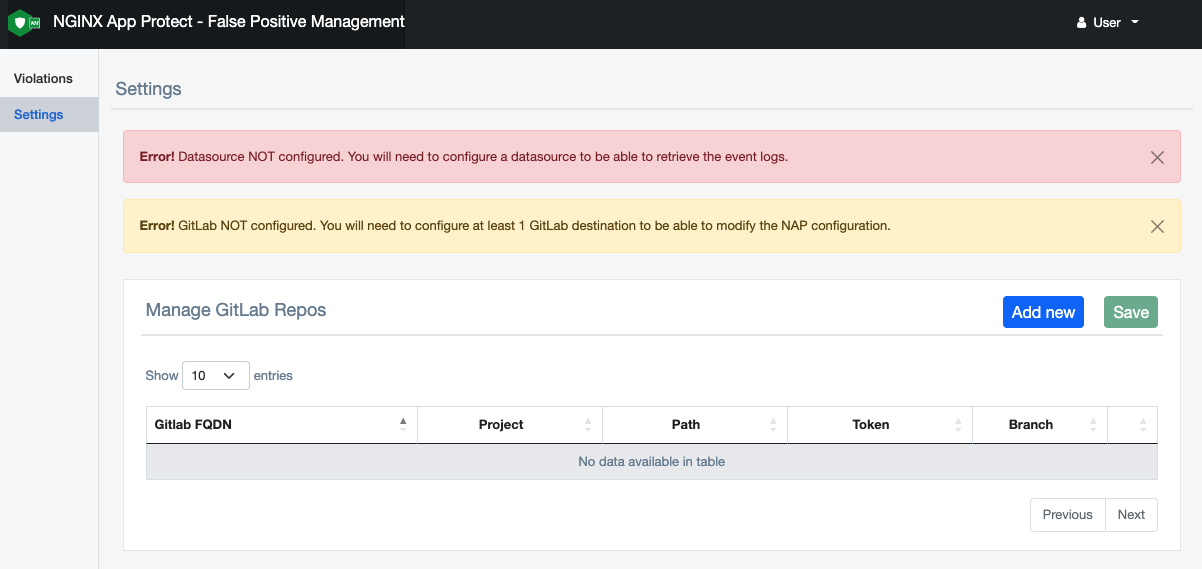 NGINX App Protect - False Positive Management
User
Violations
Settings
Settings
Error! Datasource NOT configured. You will need to configure a datasource to be able to retrieve the event logs.
Error! GitLab NOT configured. You will need to configure at least 1 GitLab destination to be able to modify the NAP configuration.
Manage GitLab Repos
Add new
Save
Show 10 entries
Gitlab FQDN Project Path Token Branch
No data available in table
Previous Next